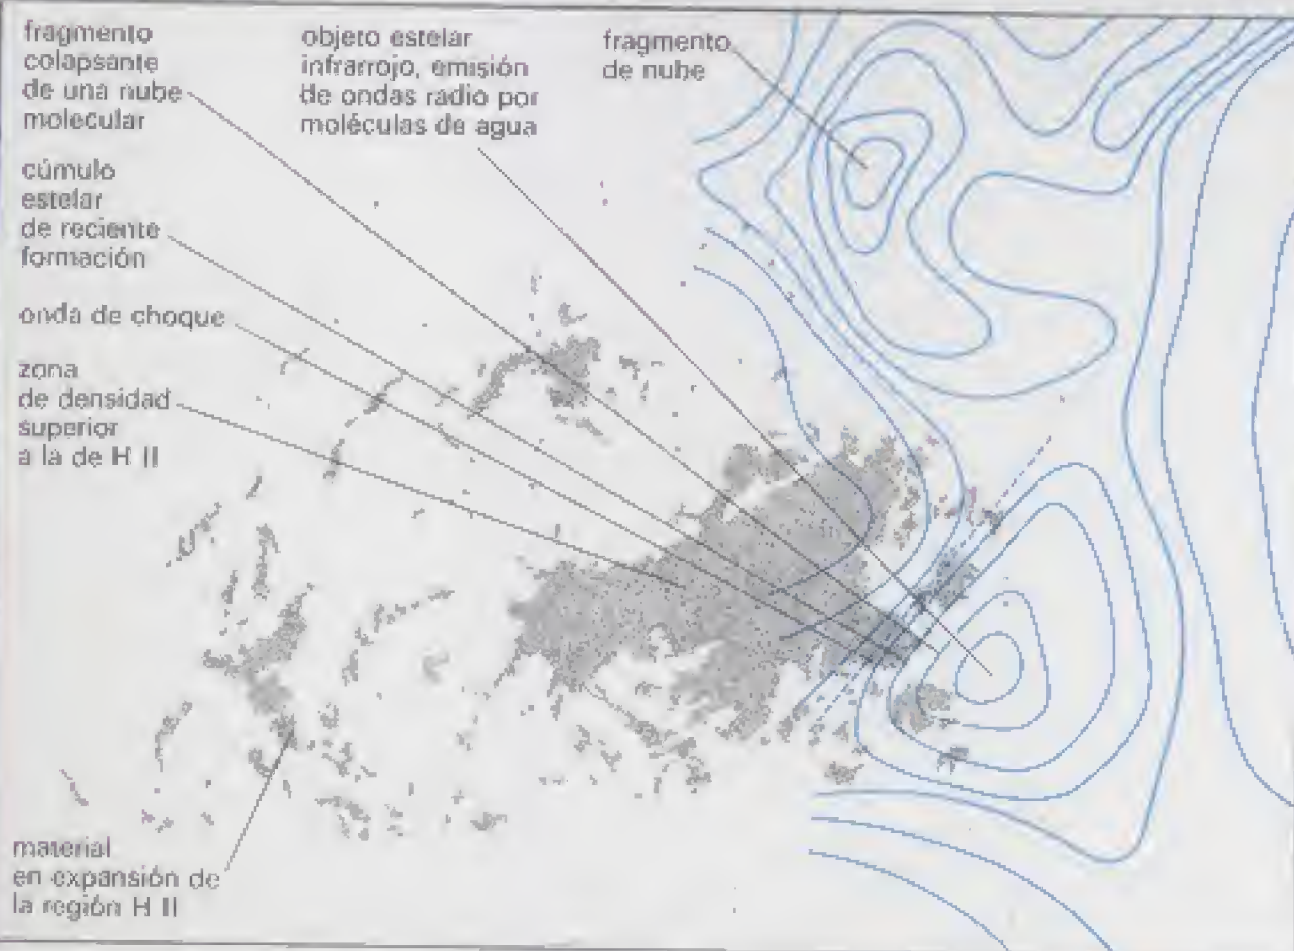 fragmento
colapsante
de una nube
molecular
objeto estelar
infrarrojo, emisión
de ondas radio por
moléculas de agua
fragmento
de nube
cúmulo
estelar
de reciente
formación
onda de choque
zona
de densidad
superior
a la de H II
material
en expansión de
la región H II